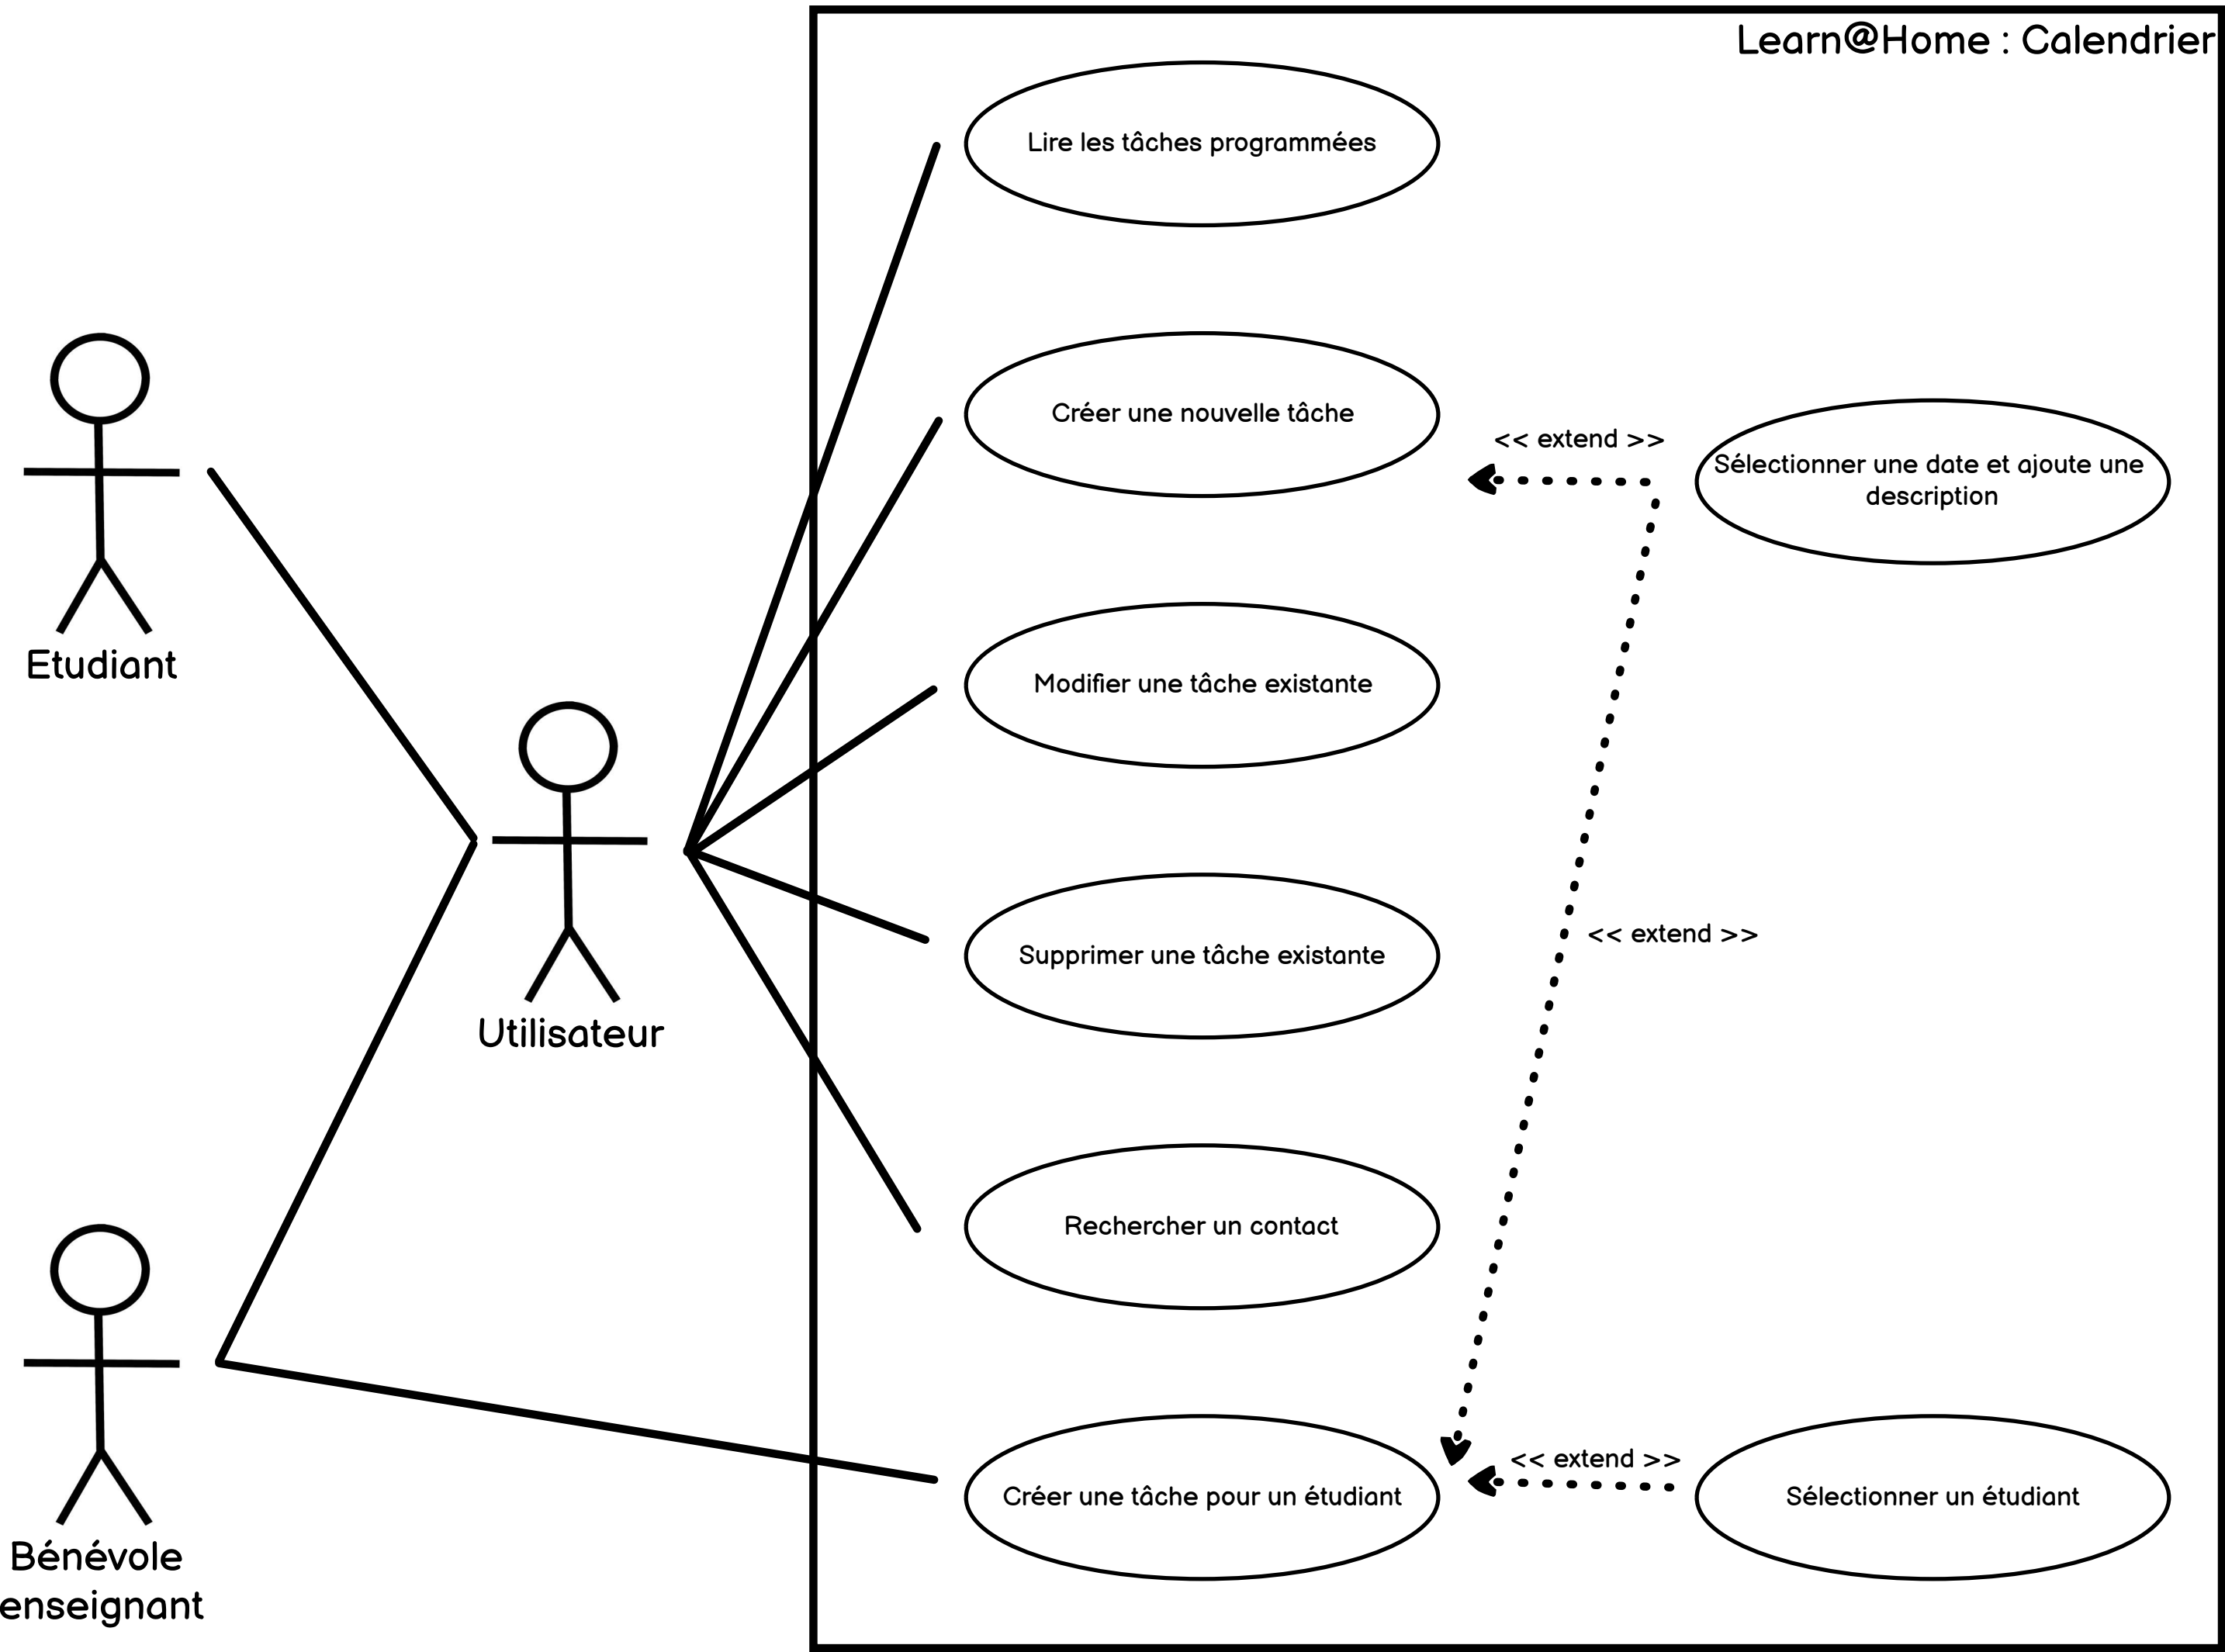 Learn@Home : Calendrier
Lire les tâches programmées
Créer une nouvelle tâche
<< extend >>
Sélectionner une date et ajoute une
description
Etudiant
Modifier une tâche existante
<< extend >>
Supprimer une tâche existante
Utilisateur
Rechercher un contact
<< extend >>
Créer une tâche pour un étudiant
Sélectionner un étudiant
Bénévole
enseignant